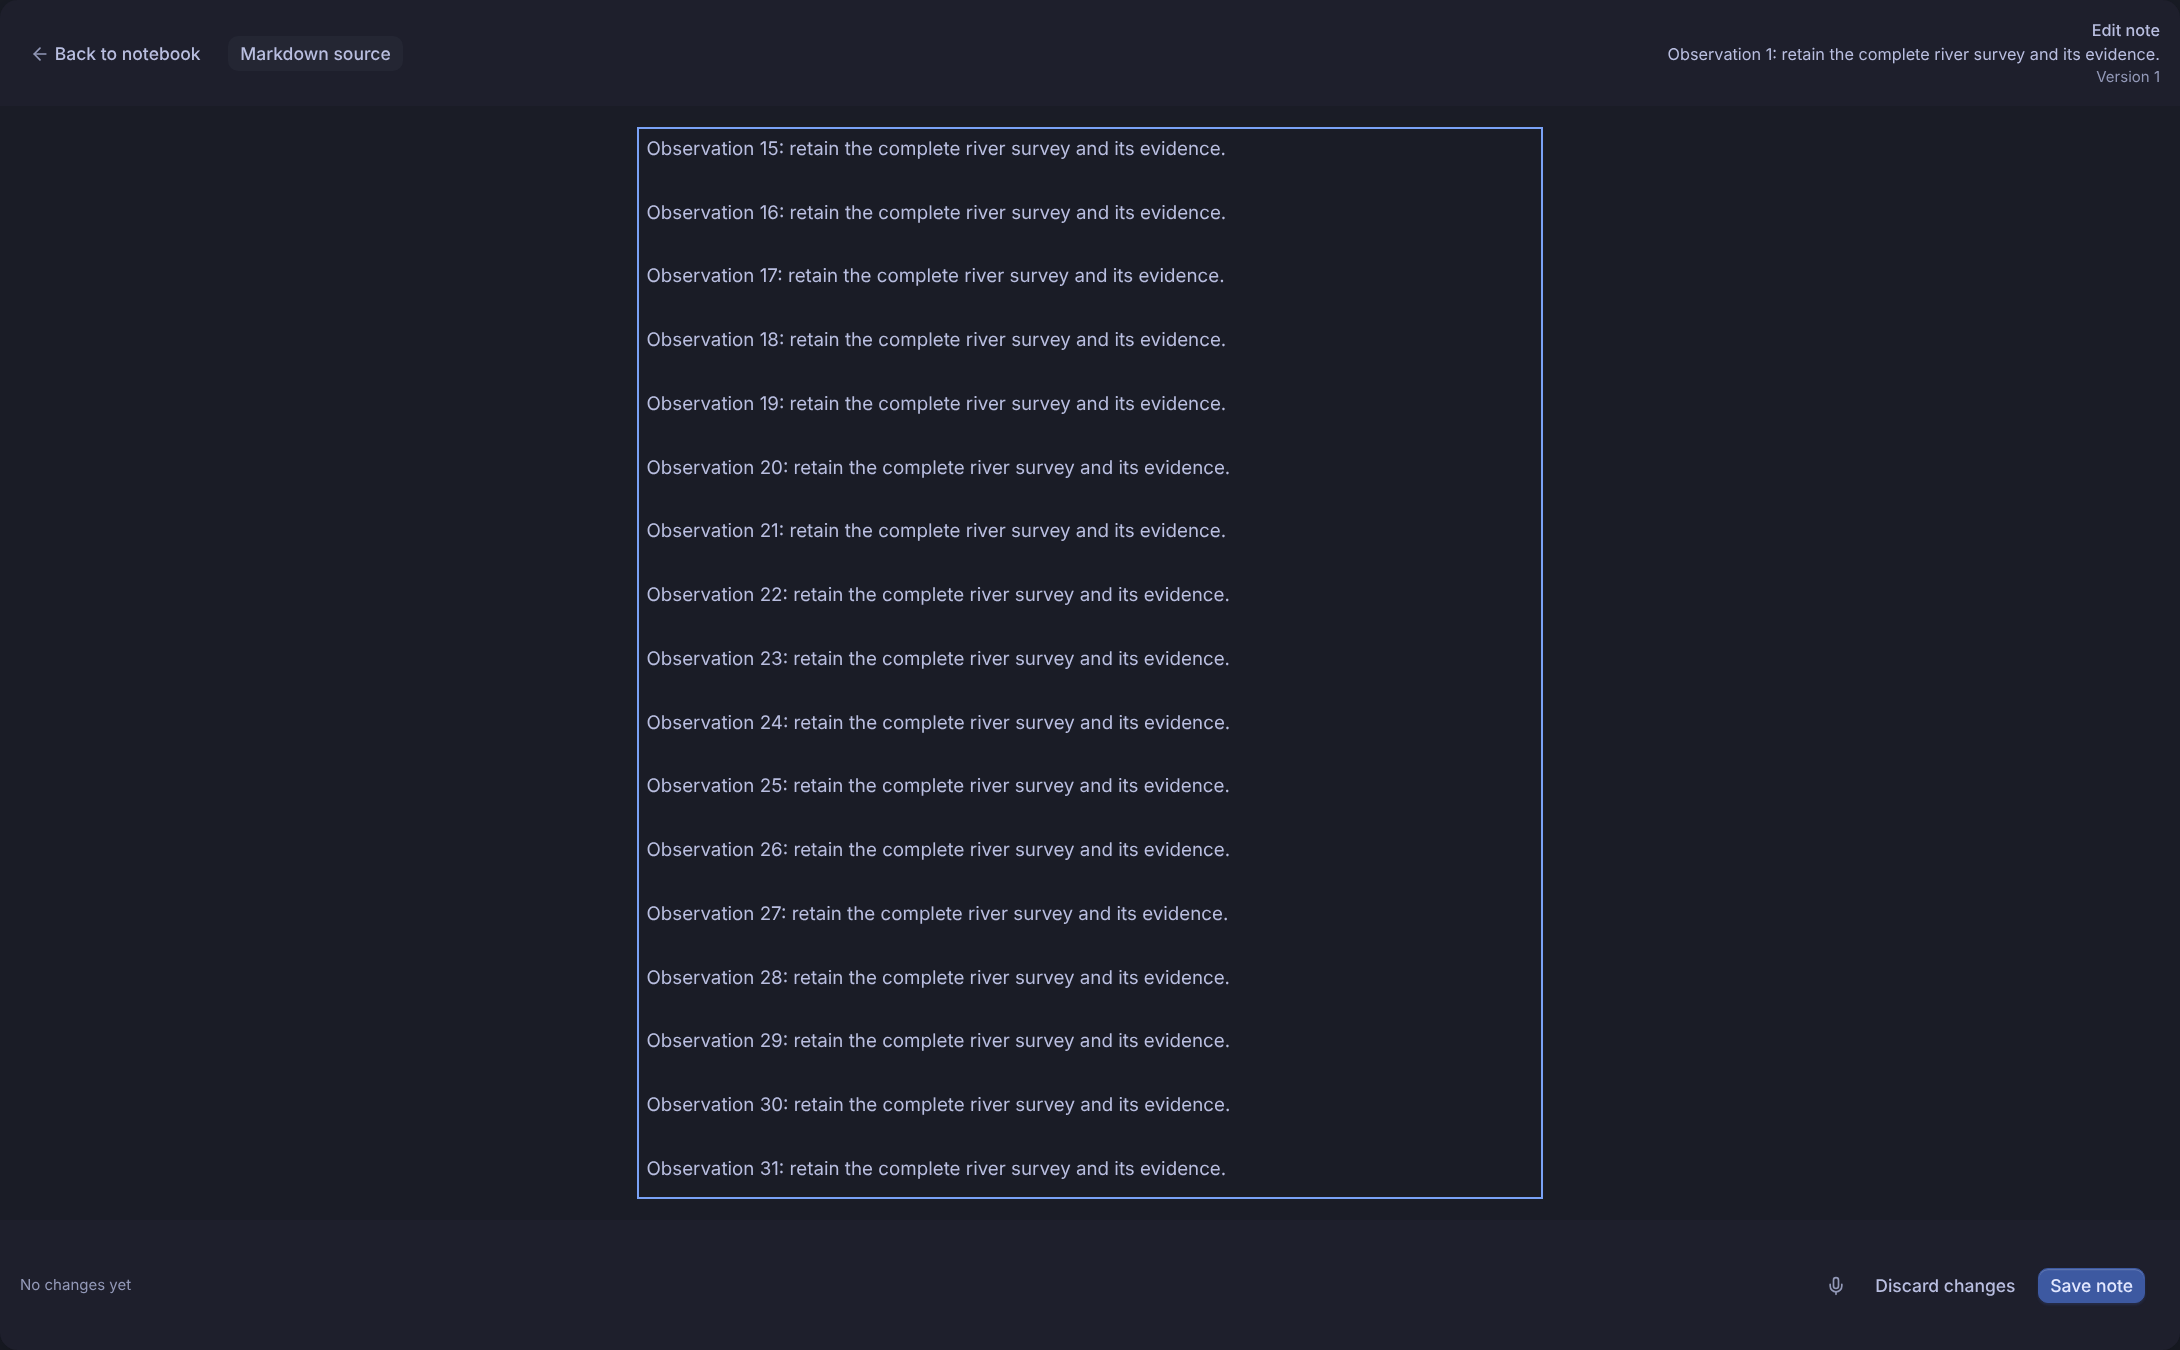 Back to notebook
Markdown source
Edit note
Observation 1: retain the complete river survey and its evidence.
Version 1
Observation 15: retain the complete river survey and its evidence.
Observation 16: retain the complete river survey and its evidence.
Observation 17: retain the complete river survey and its evidence.
Observation 18: retain the complete river survey and its evidence.
Observation 19: retain the complete river survey and its evidence.
Observation 20: retain the complete river survey and its evidence.
Observation 21: retain the complete river survey and its evidence.
Observation 22: retain the complete river survey and its evidence.
Observation 23: retain the complete river survey and its evidence.
Observation 24: retain the complete river survey and its evidence.
Observation 25: retain the complete river survey and its evidence.
Observation 26: retain the complete river survey and its evidence.
Observation 27: retain the complete river survey and its evidence.
Observation 28: retain the complete river survey and its evidence.
Observation 29: retain the complete river survey and its evidence.
Observation 30: retain the complete river survey and its evidence.
Observation 31: retain the complete river survey and its evidence.
No changes yet
Discard changes
Save note